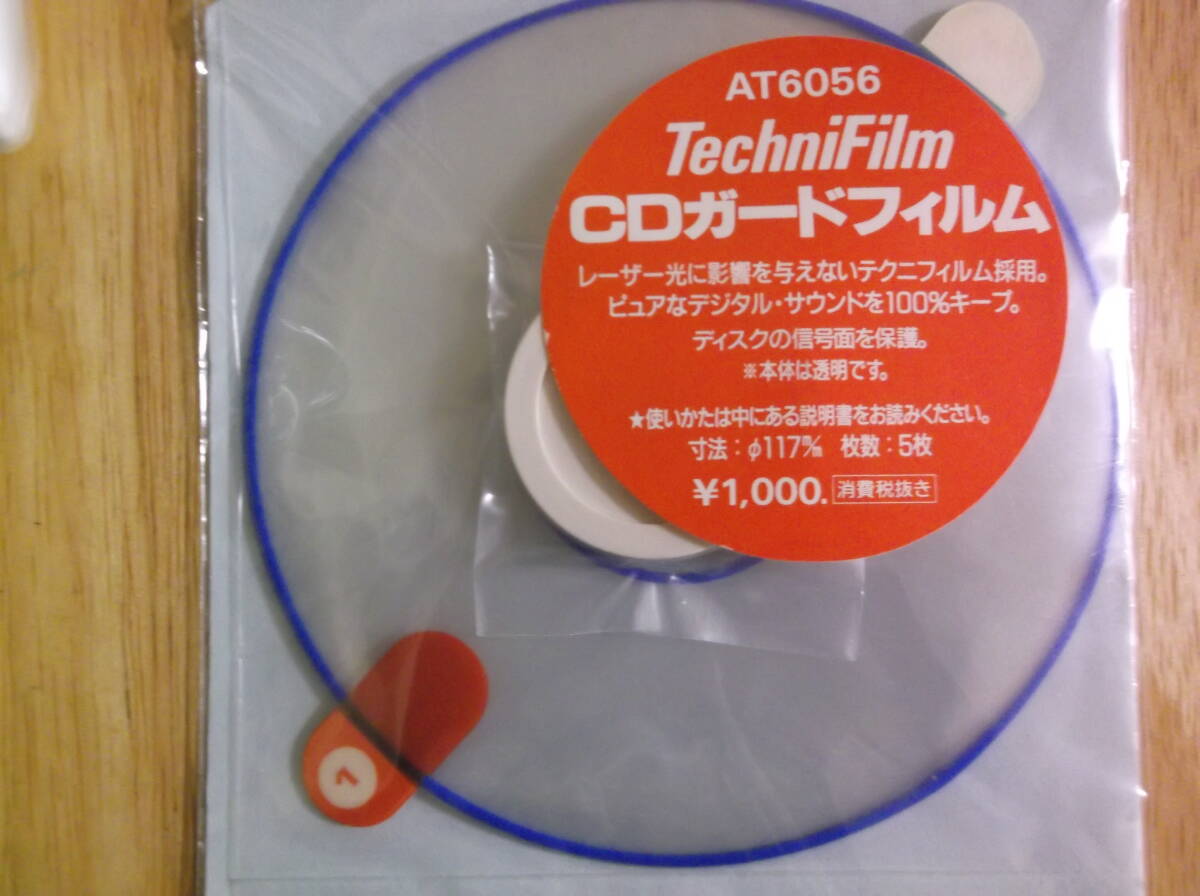 AT6056
TechniFilm
CDガードフィルム
レーザー光に影響を与えないテクニフィルム採用。
ピュアなデジタル・サウンドを100%キープ。
ディスクの信号面を保護。
※本体は透明です。
★使いかたは中にある説明書をお読みください。
寸法：φ117m/m 枚数：5枚
¥1,000. 消費税抜き
1